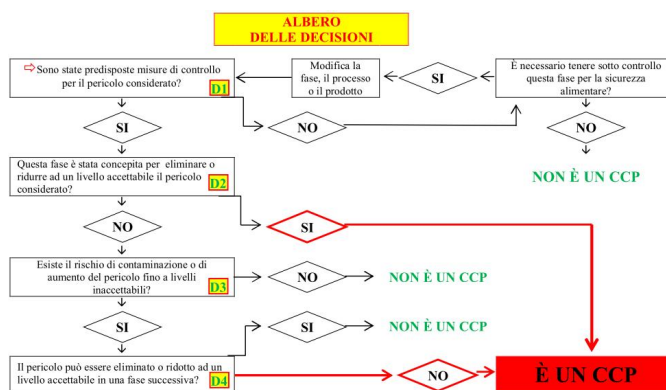 ALBERO
DELLE DECISIONI
⇨Sono state predisposte misure di controllo
per il pericolo considerato?
D1
Modifica la
fase, il processo
o il prodotto
SI
È necessario tenere sotto controllo
questa fase per la sicurezza
alimentare?
SI
NO
NO
NON È UN CCP
Questa fase è stata concepita per eliminare o
ridurre ad un livello accettabile il pericolo
considerato?
D2
NO
SI
Esiste il rischio di contaminazione o di
aumento del pericolo fino a livelli
inaccettabili?
D3
NO
NON È UN CCP
SI
SI
NON È UN CCP
Il pericolo può essere eliminato o ridotto ad un
livello accettabile in una fase successiva?
D4
NO
È UN CCP